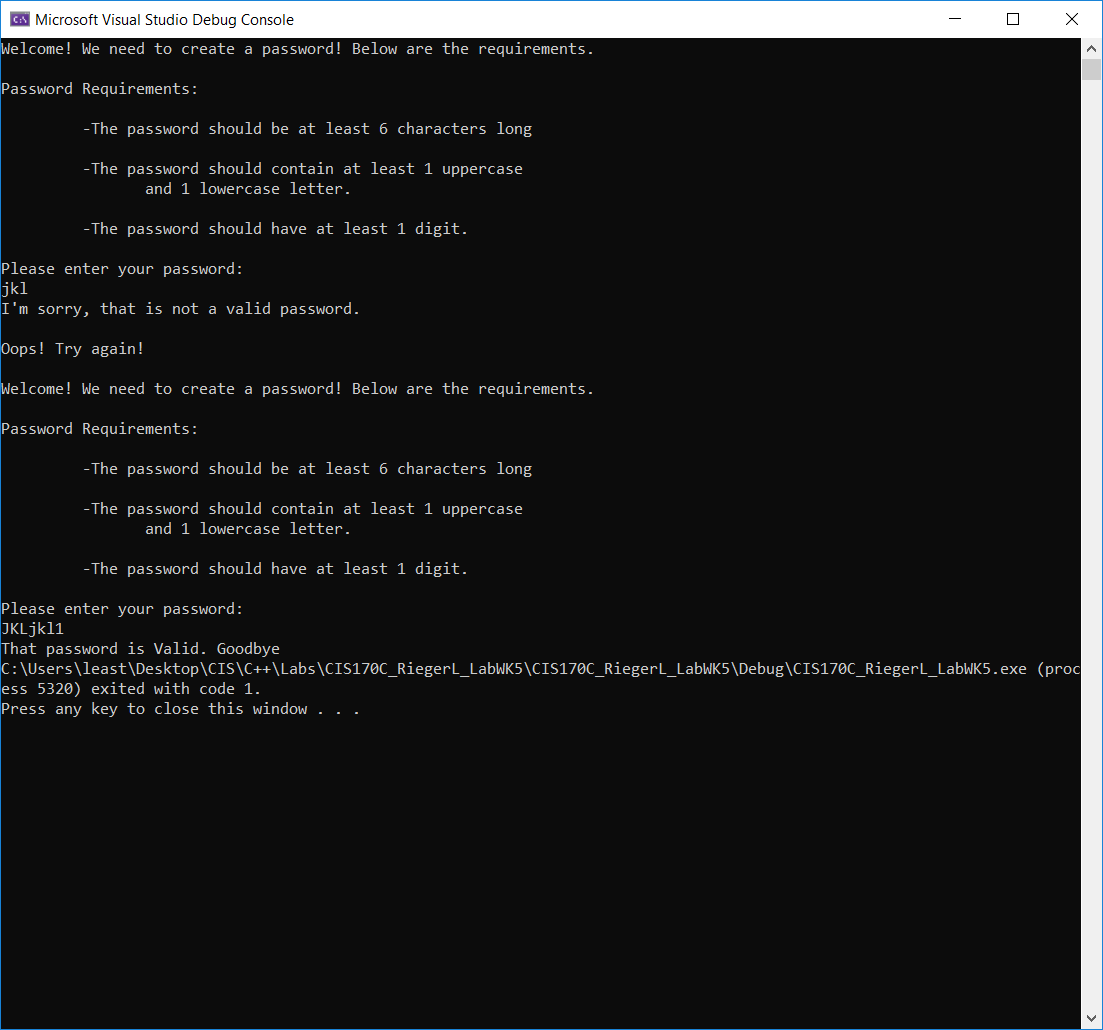 Microsoft Visual Studio Debug Console
Welcome! We need to create a password! Below are the requirements.
Password Requirements:
-The password should be at least 6 characters long
-The password should contain at least 1 uppercase
and 1 lowercase letter.
-The password should have at least 1 digit.
Please enter your password:
jkl
I'm sorry, that is not a valid password.
Oops! Try again!
Welcome! We need to create a password! Below are the requirements.
Password Requirements:
-The password should be at least 6 characters long
-The password should contain at least 1 uppercase
and 1 lowercase letter.
-The password should have at least 1 digit.
Please enter your password:
JKLjkl1
That password is Valid. Goodbye
C:\Users\least\Desktop\CIS\C++\Labs\CIS170C_RiegerL_LabWK5\CIS170C_RiegerL_LabWK5\Debug\CIS170C_RiegerL_LabWK5.exe (proc
ess 5320) exited with code 1.
Press any key to close this window . . .